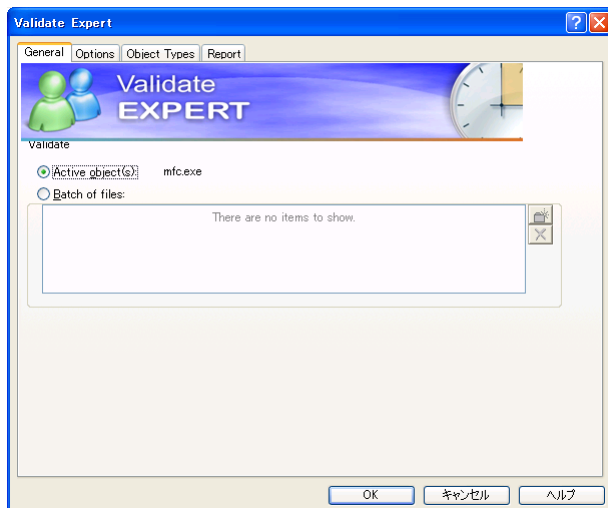 Validate Expert
General Options Object Types Report
Validate
EXPERT
Validate
Active object(s): mfc.exe
Batch of files:
There are no items to show.
OK キャンセル ヘルプ